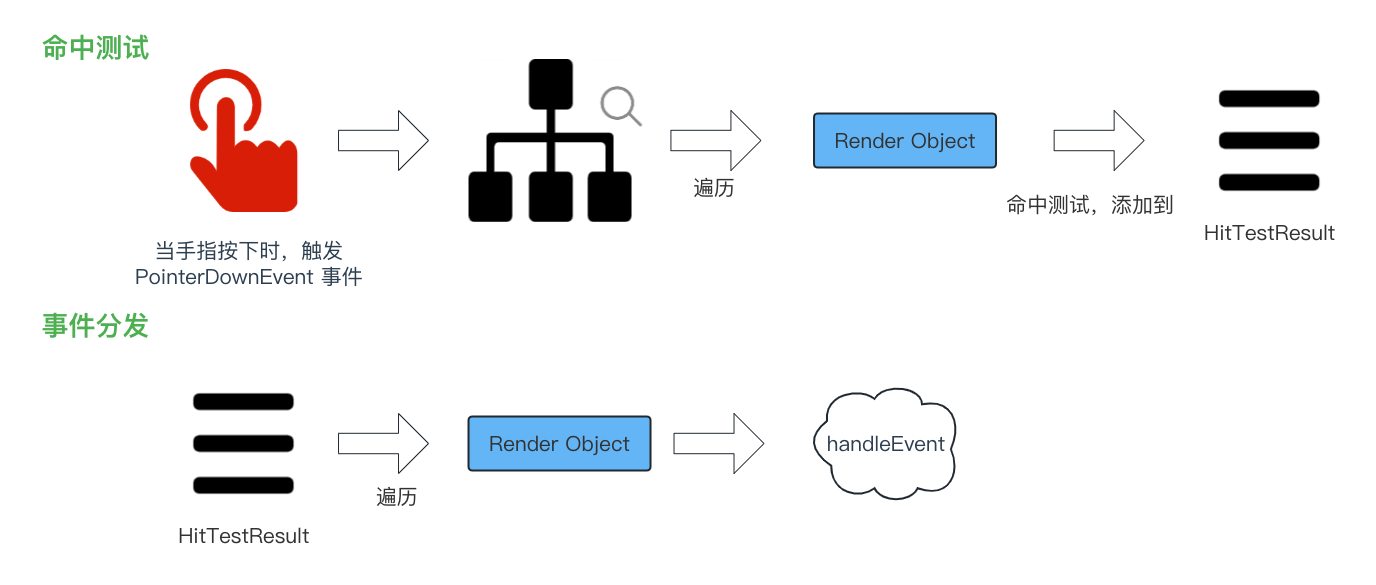 命中测试
Render Object
遍历
命中测试，添加到
HitTestResult
当手指按下时，触发
PointerDownEvent 事件
事件分发
Render Object
handleEvent
遍历
HitTestResult